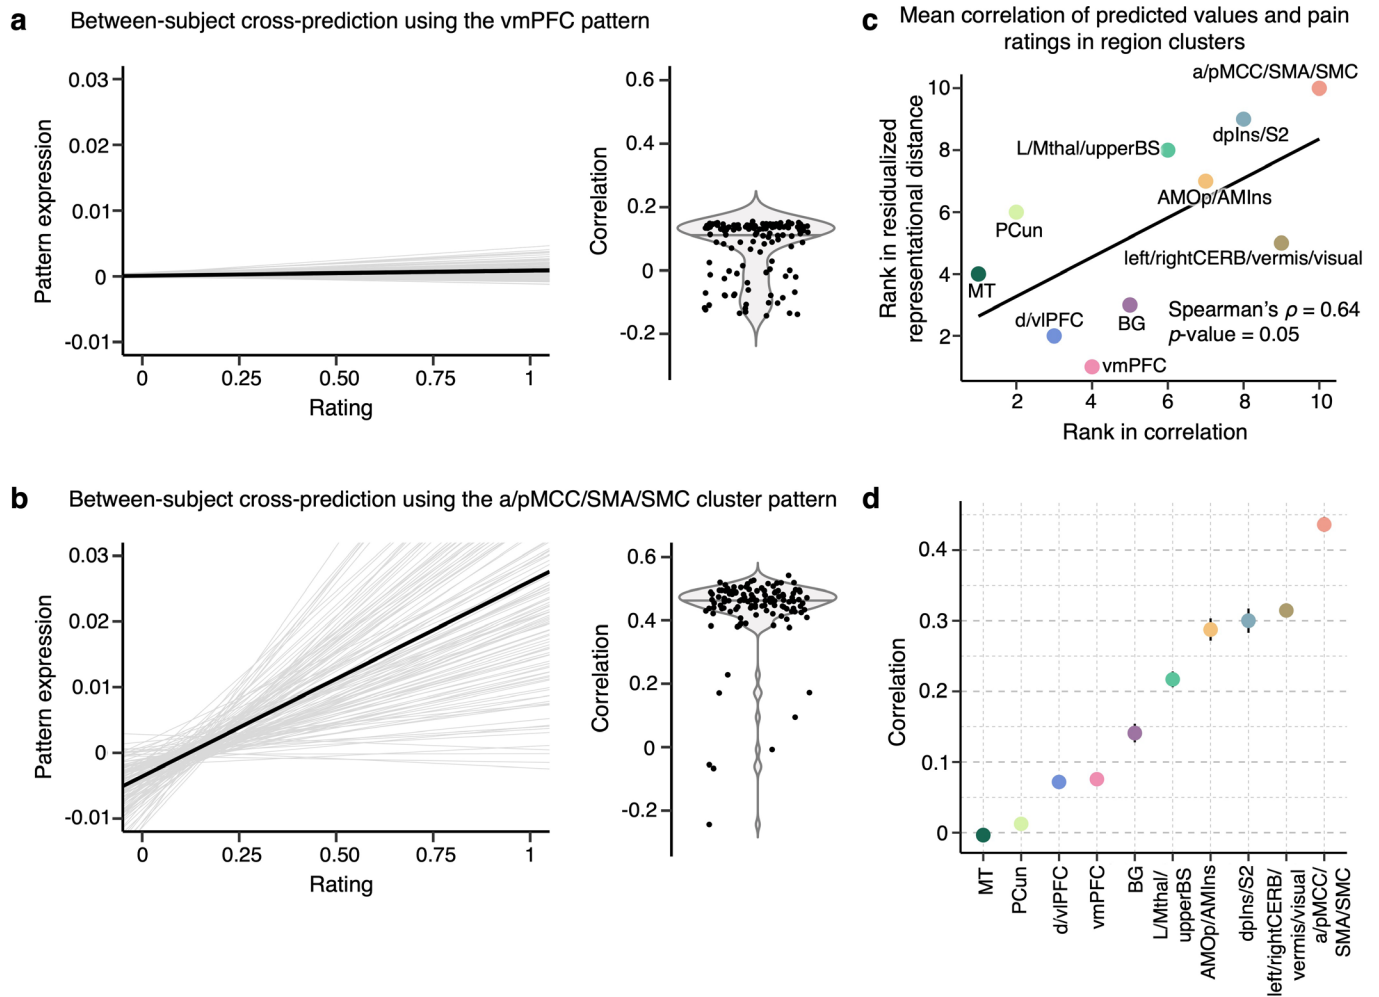 a
Between-subject cross-prediction using the vmPFC pattern
Pattern expression
0.03
0.02
0.01
0
-0.01
0
0.25
0.50
0.75
1
Rating
Correlation
0.6
0.4
0.2
0
-0.2
c
Mean correlation of predicted values and pain
ratings in region clusters
Rank in residualized
representational distance
10
8
6
4
2
a/pMCC/SMA/SMC
dpIns/S2
L/Mthal/upperBS
AMOp/AMIns
PCun
left/rightCERB/vermis/visual
MT
d/vlPFC
BG
vmPFC
Spearman's ρ = 0.64
p-value = 0.05
2
4
6
8
10
Rank in correlation
b
Between-subject cross-prediction using the a/pMCC/SMA/SMC cluster pattern
Pattern expression
0.03
0.02
0.01
0
-0.01
0
0.25
0.50
0.75
1
Rating
Correlation
0.6
0.4
0.2
0
-0.2
d
Correlation
0.4
0.3
0.2
0.1
0
MT
PCun
d/vlPFC
vmPFC
BG
L/Mthal/
upperBS
AMOp/AMIns
dpIns/S2
left/rightCERB/
vermis/visual
a/pMCC/
SMA/SMC